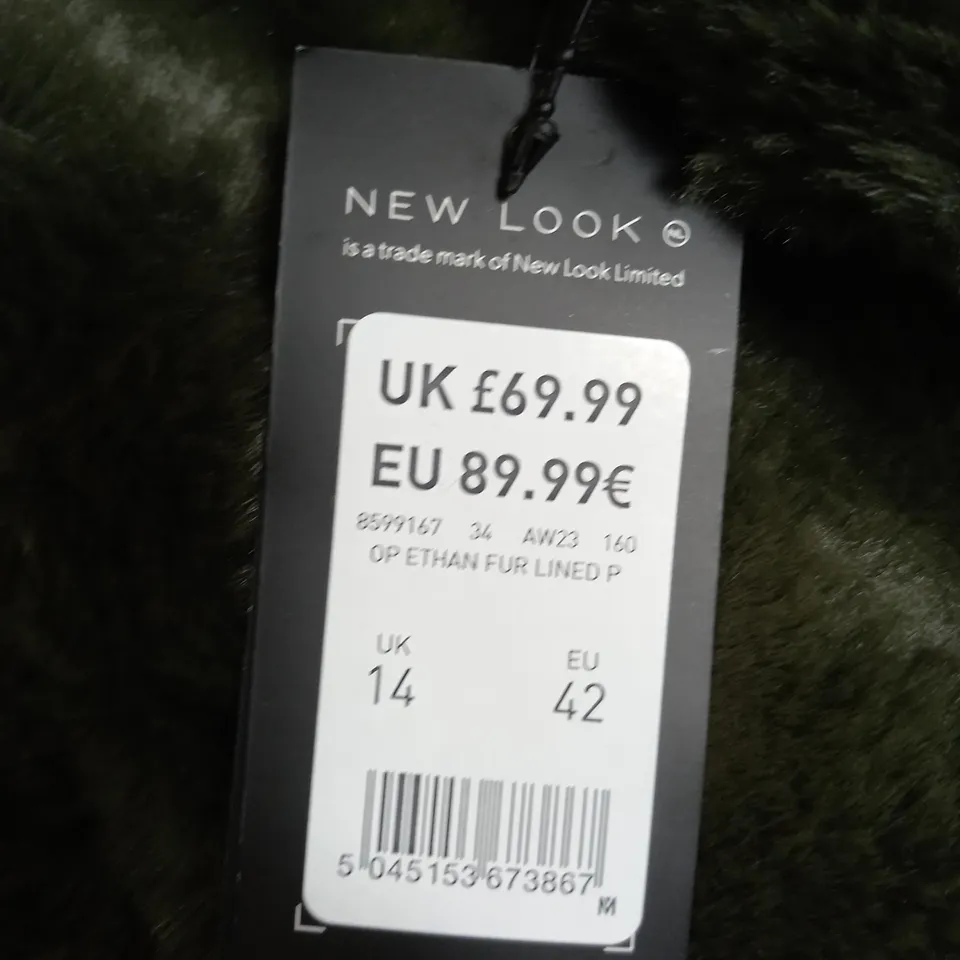 NEW LOOK NL
is a trade mark of New Look Limited
UK £69.99
EU 89.99€
8599167 34 AW23 160
OP ETHAN FUR LINED P
UK EU
14 42
5 045153 673867
M